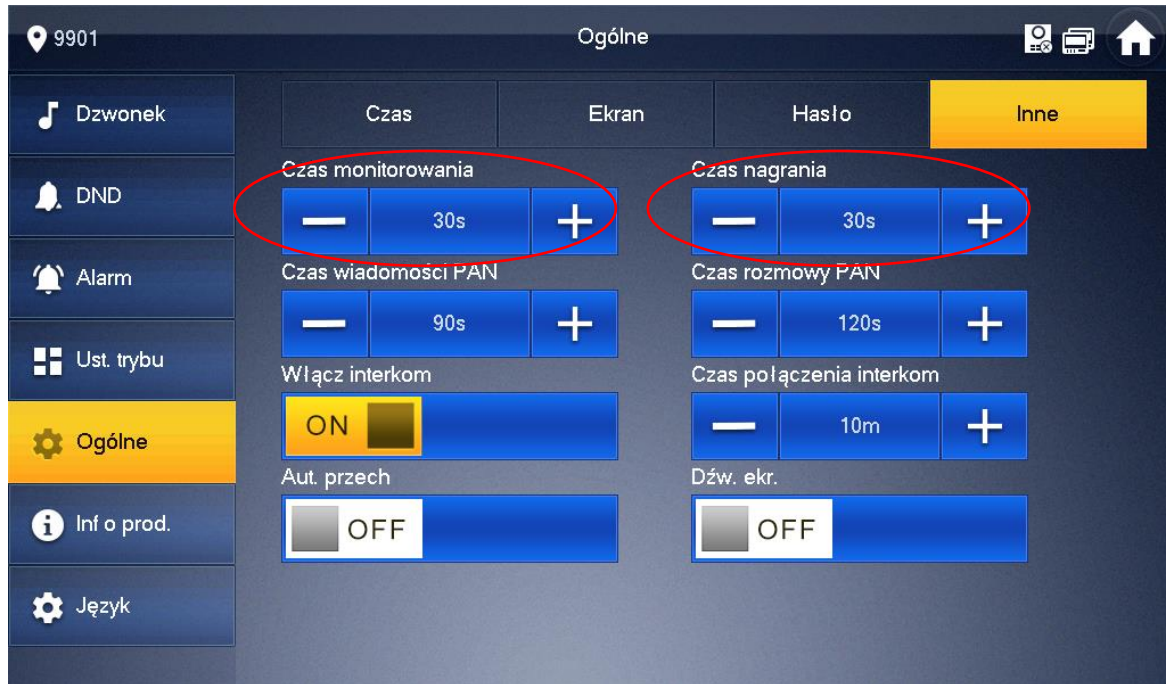 9901
Ogólne
Dzwonek
DND
Alarm
Ust. trybu
Ogólne
Inf o prod.
Język
Czas Ekran Hasło Inne
Czas monitorowania Czas nagrania
30s 30s
Czas wiadomości PAN Czas rozmowy PAN
90s 120s
Włącz interkom Czas połączenia interkom
ON 10m
Aut. przech Dźw. ekr.
OFF OFF